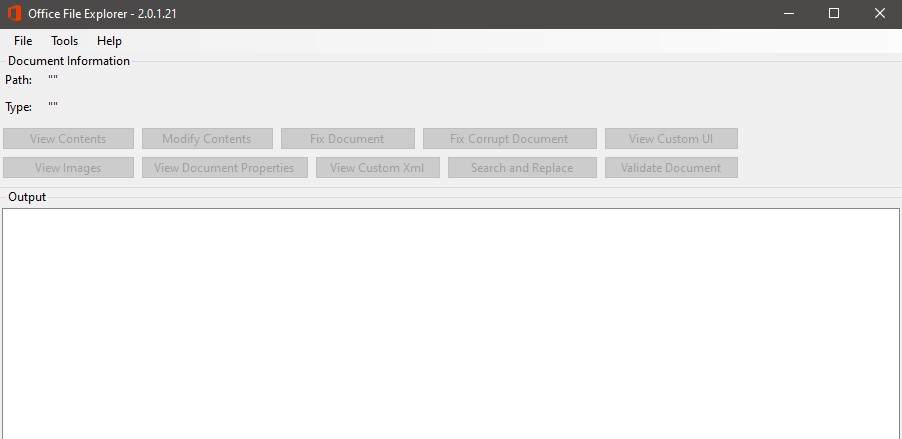 Office File Explorer - 2.0.1.21
File Tools Help
Document Information
Path: ""
Type: ""
View Contents Modify Contents Fix Document Fix Corrupt Document View Custom UI
View Images View Document Properties View Custom Xml Search and Replace Validate Document
Output